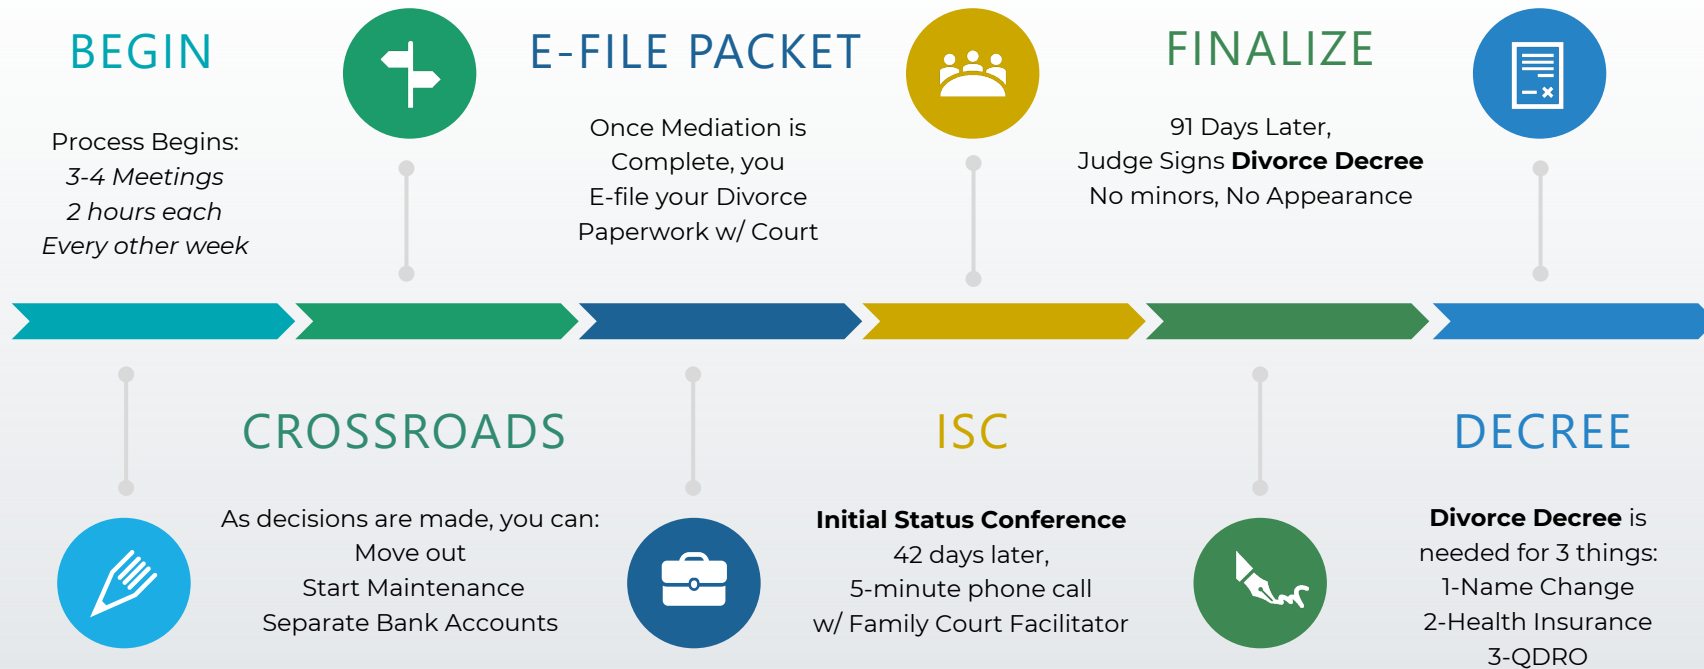 BEGIN
Process Begins:
3-4 Meetings
2 hours each
Every other week
CROSSROADS
As decisions are made, you can:
Move out
Start Maintenance
Separate Bank Accounts
E-FILE PACKET
Once Mediation is
Complete, you
E-file your Divorce
Paperwork w/ Court
ISC
Initial Status Conference
42 days later,
5-minute phone call
w/ Family Court Facilitator
FINALIZE
91 Days Later,
Judge Signs Divorce Decree
No minors, No Appearance
DECREE
Divorce Decree is
needed for 3 things:
1-Name Change
2-Health Insurance
3-QDRO